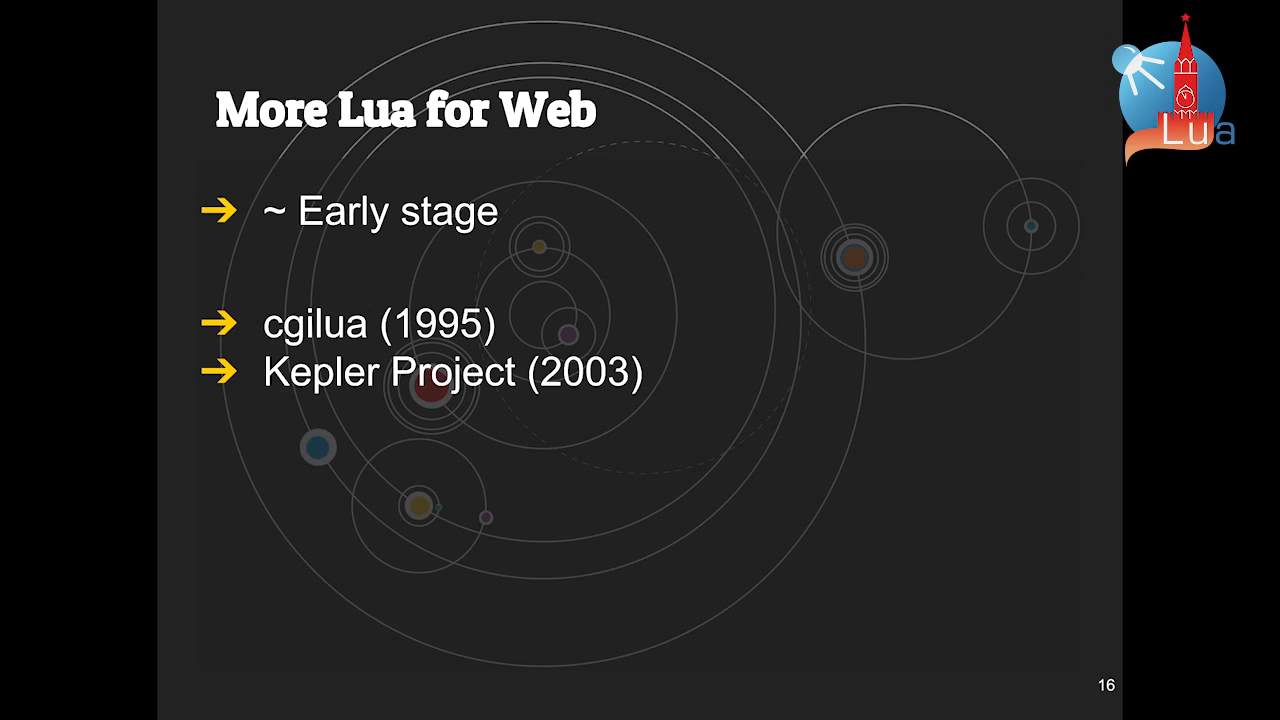 More Lua for Web
➔ ~ Early stage
➔ cgilua (1995)
➔ Kepler Project (2003)
Lua
16